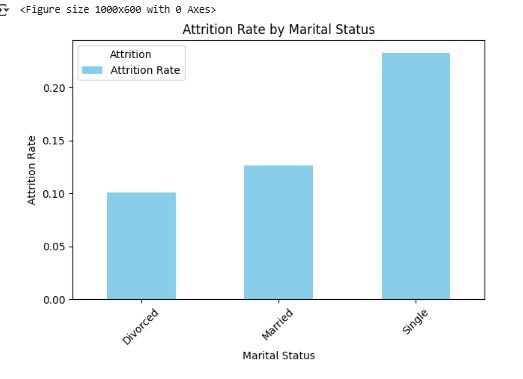 <Figure size 1000x600 with 0 Axes>
Attrition Rate by Marital Status
Attrition
Attrition Rate
0.20
0.15
0.10
0.05
0.00
Attrition Rate
Divorced
Married
Single
Marital Status